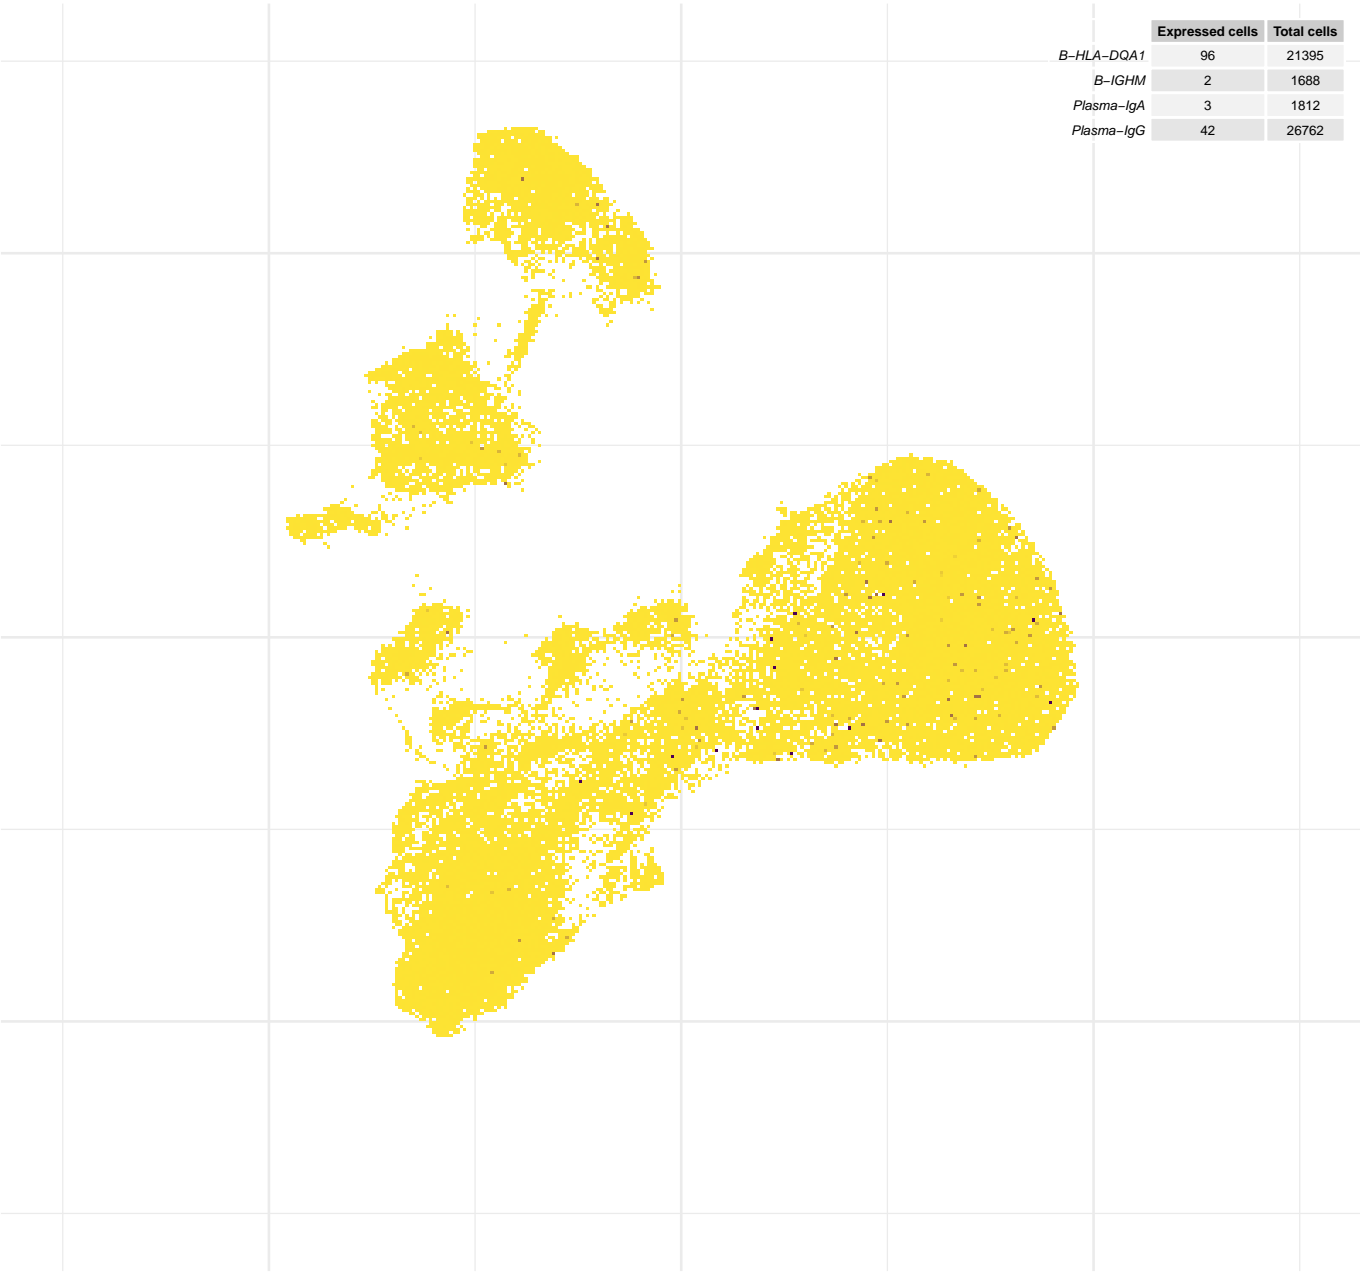 Expressed cells Total cells
B−HLA−DQA1 96 21395
B−IGHM 2 1688
Plasma−IgA 3 1812
Plasma−IgG 42 26762